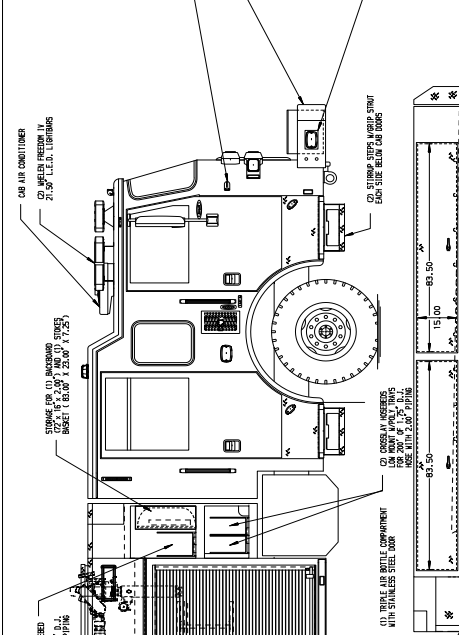 CAB AIR CONDITIONER
(2) WHELEN FREEDOM IV
21.50" L.E.D. LIGHTBARS
STORAGE FOR (1) BACKBOARD
(72" X 16" X 2.00") AND (1) STOKES
BASKET ( 83.00" X 23.00" X 7.25")
(2) STIRRUP STEPS W/GRIP STRUT
EACH SIDE BELOW CAB DOORS
(2) CROSSLAY HOSEBEDS
LOW MOUNT W/POLY TRAYS
FOR 200' OF 1.75" D.J.
HOSE WITH 2.00" PIPING
(1) TRIPLE AIR BOTTLE COMPARTMENT
WITH STAINLESS STEEL DOOR
BED
D.J.
PIPING
83.50
15.00
83.50